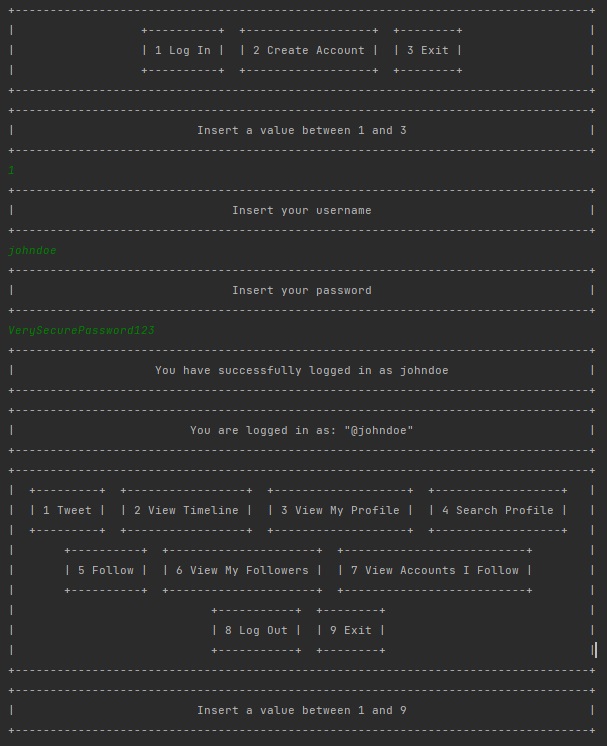 1 Log In | 2 Create Account | 3 Exit
Insert a value between 1 and 3
1
Insert your username
johndoe
Insert your password
VerySecurePassword123
You have successfully logged in as johndoe
You are logged in as: "@johndoe"
1 Tweet | 2 View Timeline | 3 View My Profile | 4 Search Profile
5 Follow | 6 View My Followers | 7 View Accounts I Follow
8 Log Out | 9 Exit
Insert a value between 1 and 9